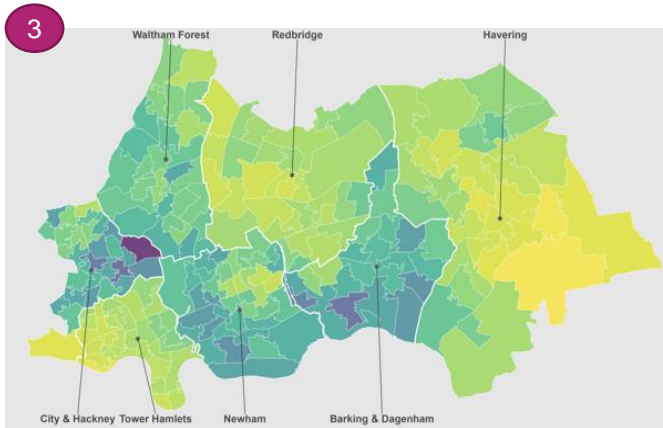 3
Waltham Forest
Redbridge
Havering
City & Hackney
Tower Hamlets
Newham
Barking & Dagenham